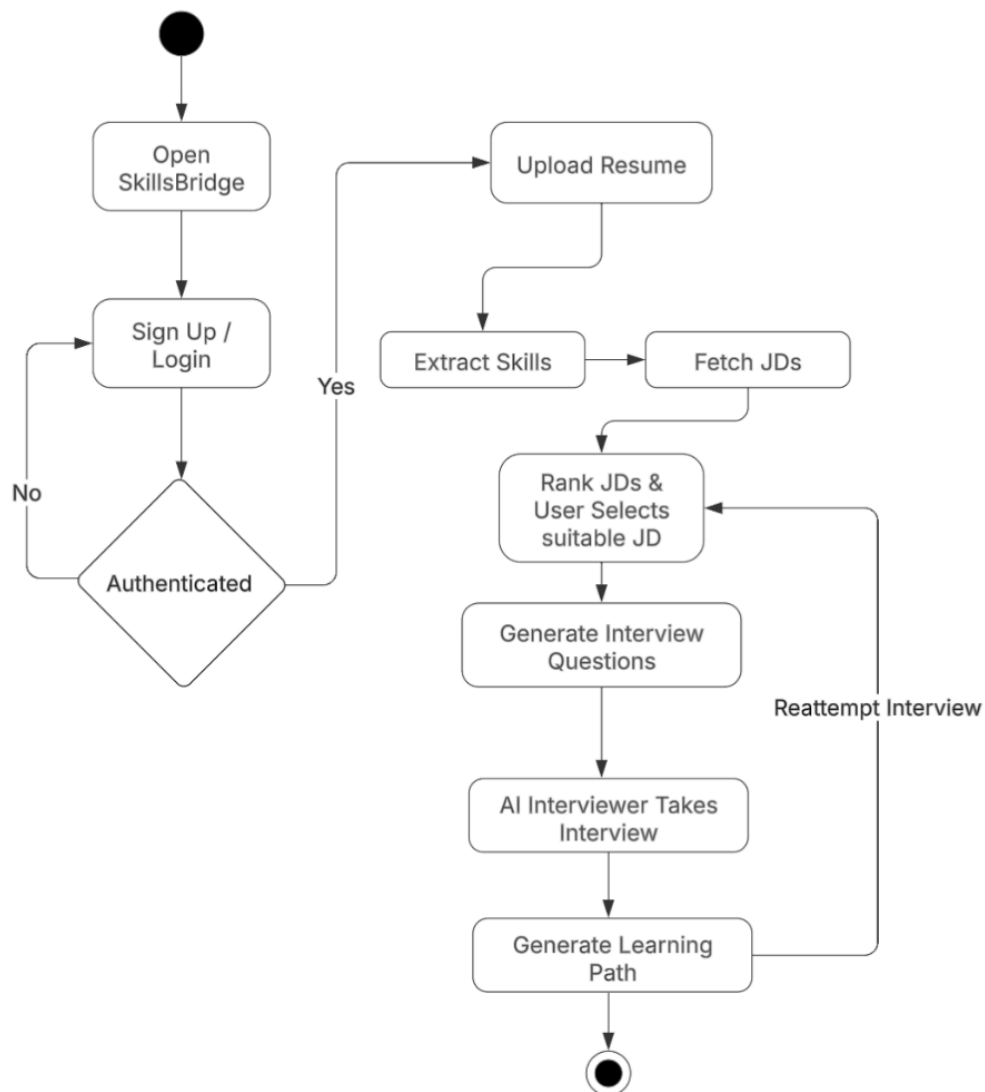 Open
SkillsBridge
Sign Up /
Login
No
Authenticated
Yes
Upload Resume
Extract Skills
Fetch JDs
Rank JDs &
User Selects
suitable JD
Generate Interview
Questions
Reattempt Interview
AI Interviewer Takes
Interview
Generate Learning
Path